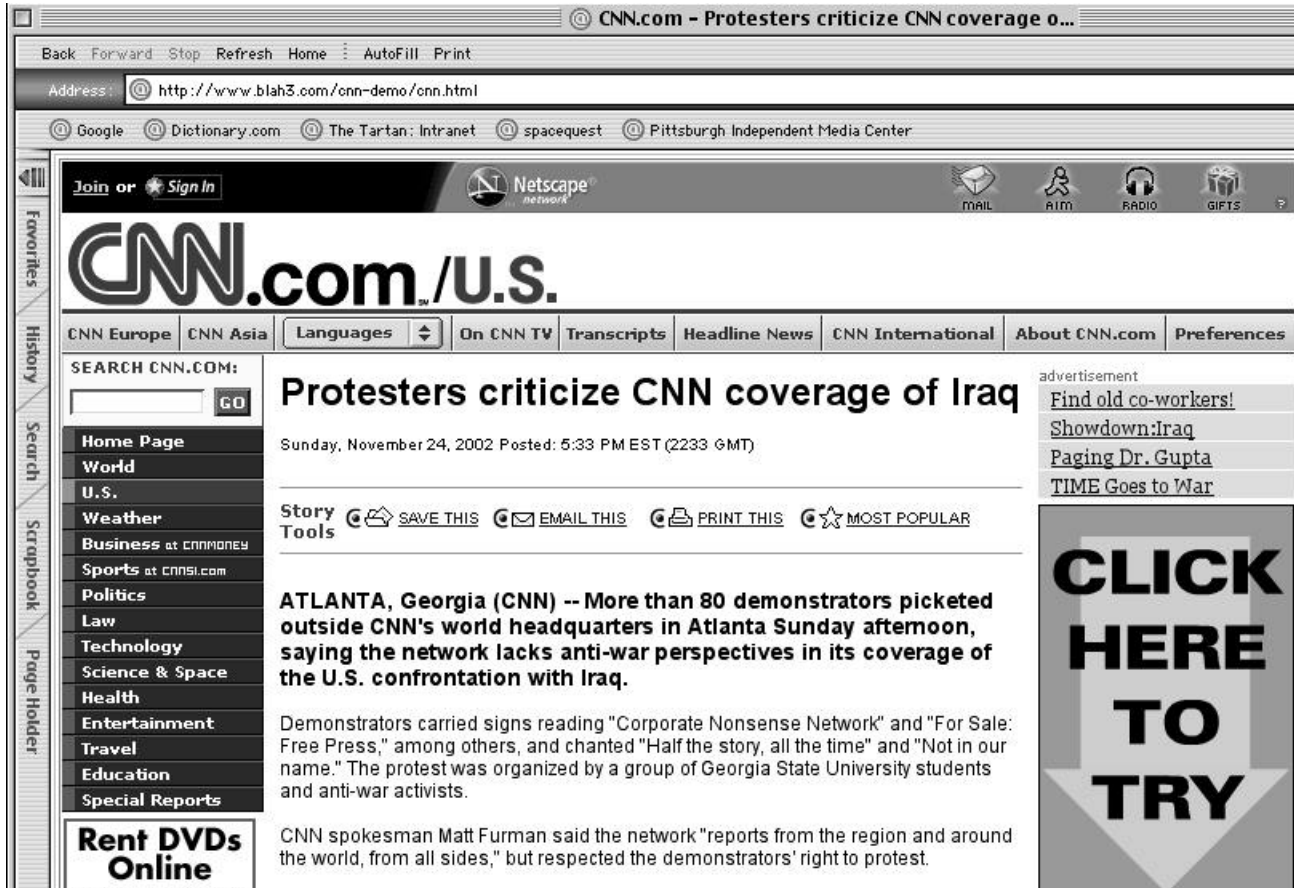 CNN.com - Protesters criticize CNN coverage o...
Back Forward Stop Refresh Home AutoFill Print
Address: http://www.blah3.com/cnn-demo/cnn.html
Google Dictionary.com The Tartan: Intranet spacequest Pittsburgh Independent Media Center
Favorites
History
Search
Scrapbook
Page Holder
Join or Sign In
Netscape
network
MAIL AIM RADIO GIFTS ?
CNN.com./U.S.
SM
CNN Europe CNN Asia Languages On CNN TV Transcripts Headline News CNN International About CNN.com Preferences
SEARCH CNN.COM:
GO
Home Page
World
U.S.
Weather
Business at CNNMONEY
Sports at CNNSI.com
Politics
Law
Technology
Science & Space
Health
Entertainment
Travel
Education
Special Reports
Rent DVDs
Online
Protesters criticize CNN coverage of Iraq
Sunday, November 24, 2002 Posted: 5:33 PM EST (2233 GMT)
Story
Tools
SAVE THIS EMAIL THIS PRINT THIS MOST POPULAR
ATLANTA, Georgia (CNN) -- More than 80 demonstrators picketed
outside CNN's world headquarters in Atlanta Sunday afternoon,
saying the network lacks anti-war perspectives in its coverage of
the U.S. confrontation with Iraq.
Demonstrators carried signs reading "Corporate Nonsense Network" and "For Sale:
Free Press," among others, and chanted "Half the story, all the time" and "Not in our
name." The protest was organized by a group of Georgia State University students
and anti-war activists.
CNN spokesman Matt Furman said the network "reports from the region and around
the world, from all sides," but respected the demonstrators' right to protest.
advertisement
Find old co-workers!
Showdown:Iraq
Paging Dr. Gupta
TIME Goes to War
CLICK
HERE
TO
TRY